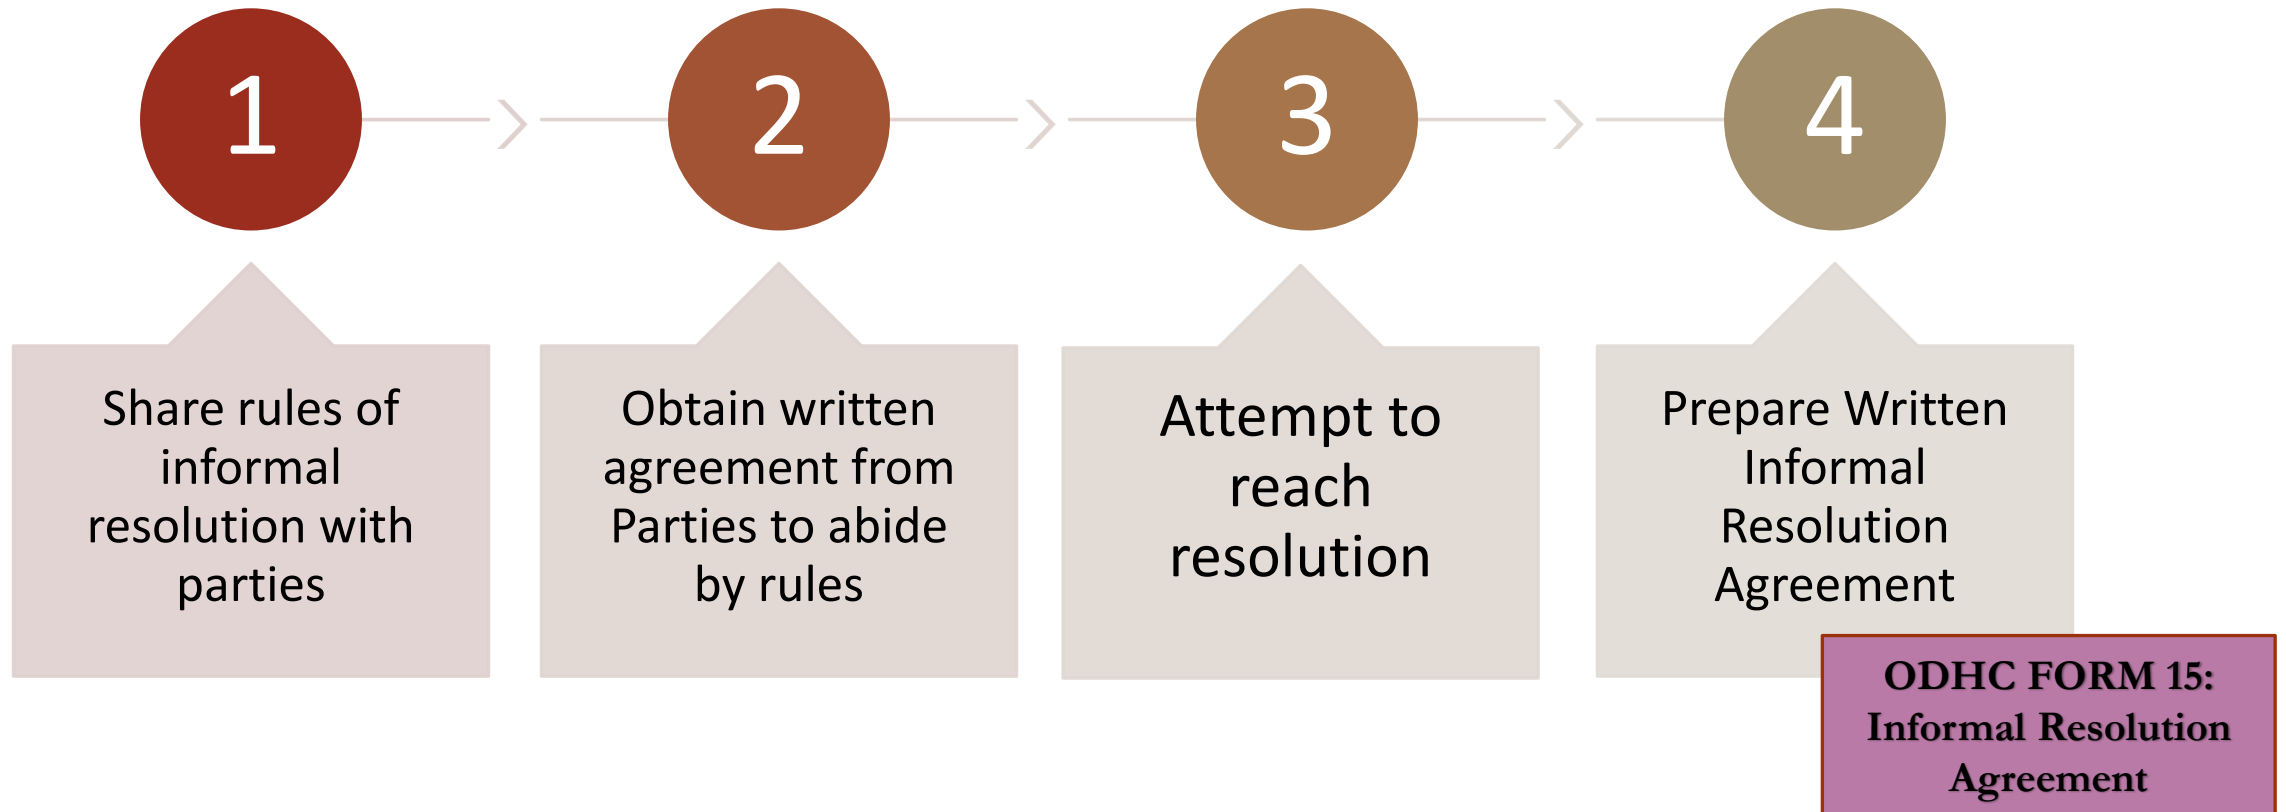 1
2
3
4
Share rules of
informal
resolution with
parties
Obtain written
agreement from
Parties to abide
by rules
Attempt to
reach
resolution
Prepare Written
Informal
Resolution
Agreement
ODHC FORM 15:
Informal Resolution
Agreement